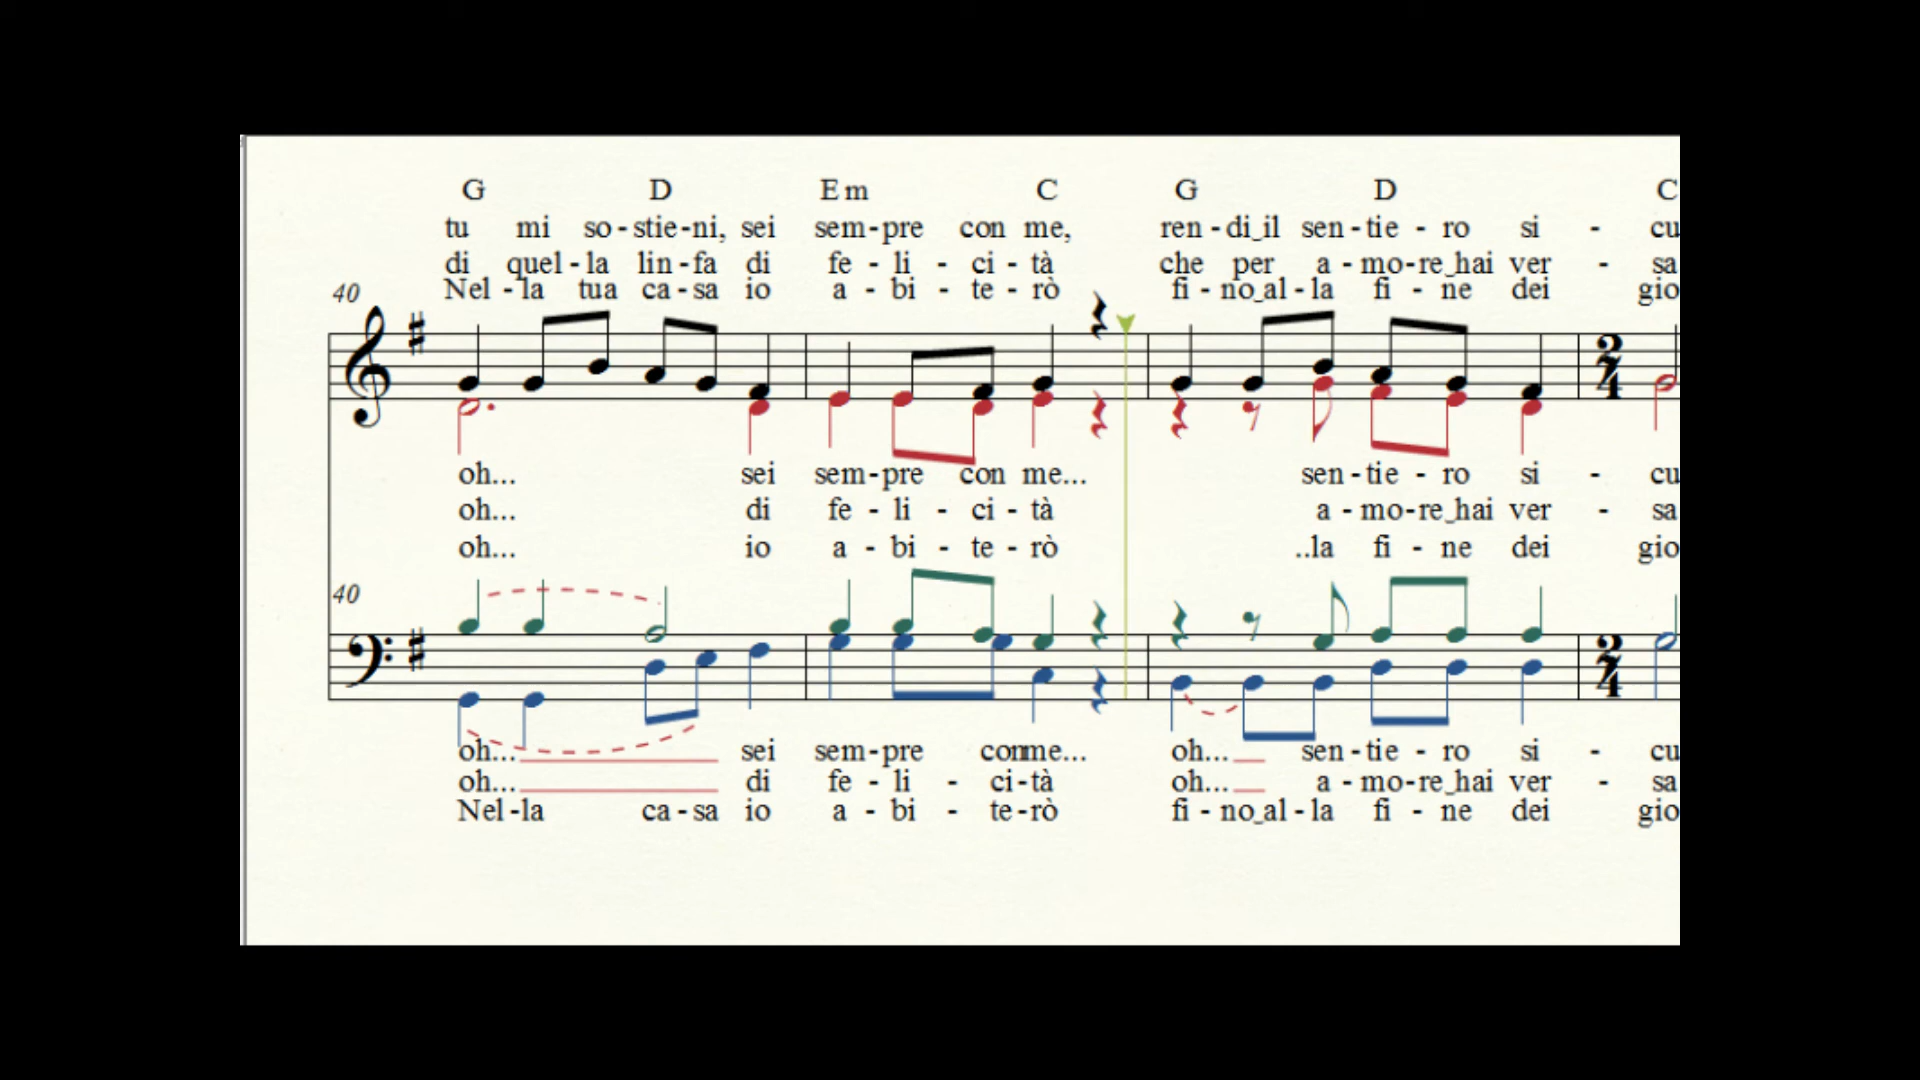 G D Em C G D C
tu mi so-stie-ni, sei sem-pre con me, ren-di_il sen-tie-ro si - cu
di quel-la lin-fa di fe-li-ci-tà che per a-mo-re_hai ver - sa
Nel-la tua ca-sa io a-bi-te-rò fi-no_al-la fi-ne dei gio
40
2
4
oh... sei sem-pre con me... sen-tie-ro si - cu
oh... di fe-li-ci-tà a-mo-re_hai ver - sa
oh... io a-bi-te-rò ..la fi-ne dei gio
40
2
4
oh... sei sem-pre con me... oh... sen-tie-ro si - cu
oh... di fe-li-ci-tà oh... a-mo-re_hai ver - sa
Nel-la ca-sa io a-bi-te-rò fi-no_al-la fi-ne dei gio